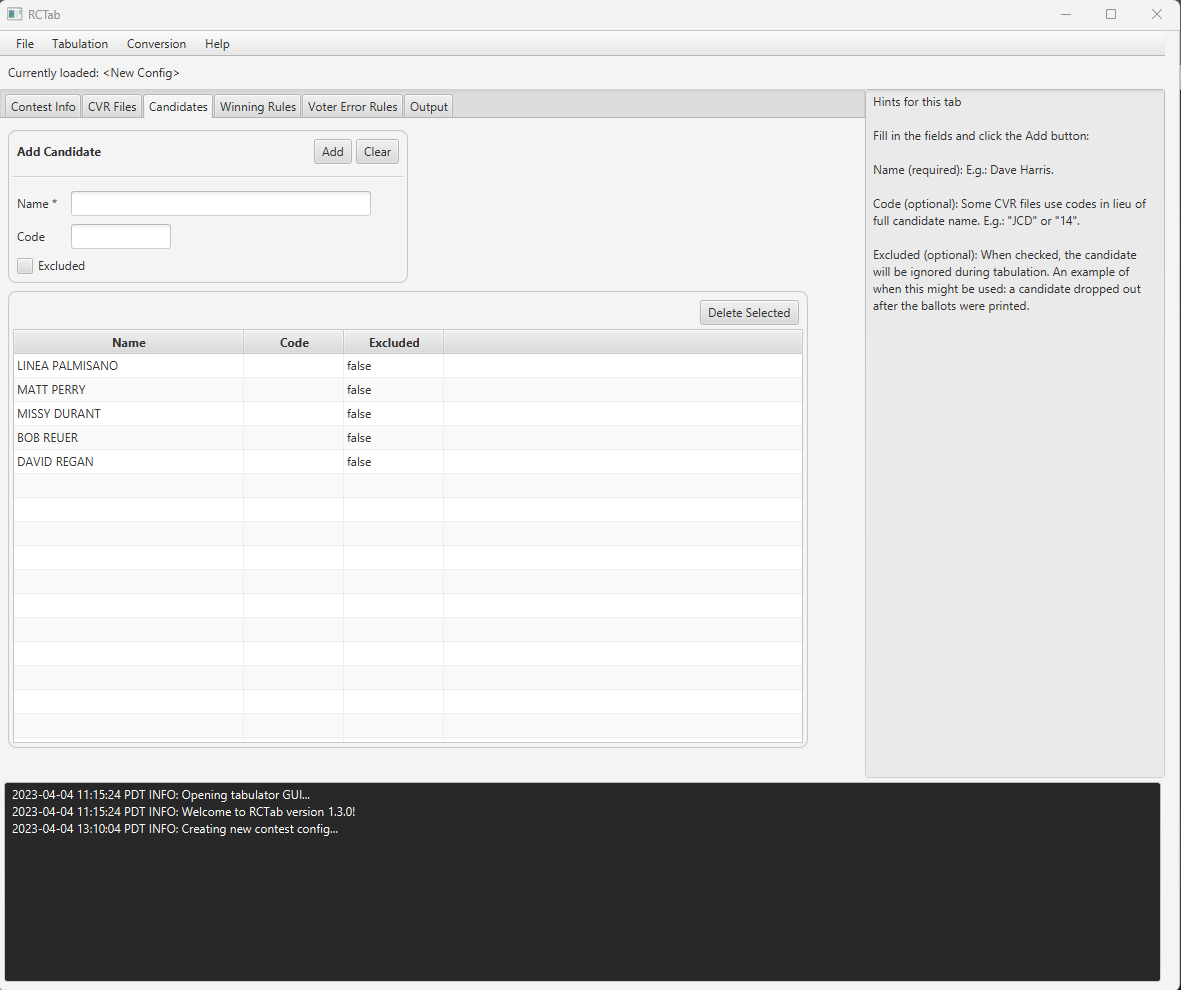 RCTab
File Tabulation Conversion Help
Currently loaded: <New Config>
Contest Info CVR Files Candidates Winning Rules Voter Error Rules Output
Add Candidate Add Clear
Name *
Code
Excluded
Delete Selected
Name Code Excluded
LINEA PALMISANO false
MATT PERRY false
MISSY DURANT false
BOB REUER false
DAVID REGAN false
Hints for this tab
Fill in the fields and click the Add button:
Name (required): E.g.: Dave Harris.
Code (optional): Some CVR files use codes in lieu of
full candidate name. E.g.: "JCD" or "14".
Excluded (optional): When checked, the candidate
will be ignored during tabulation. An example of
when this might be used: a candidate dropped out
after the ballots were printed.
2023-04-04 11:15:24 PDT INFO: Opening tabulator GUI...
2023-04-04 11:15:24 PDT INFO: Welcome to RCTab version 1.3.0!
2023-04-04 13:10:04 PDT INFO: Creating new contest config...